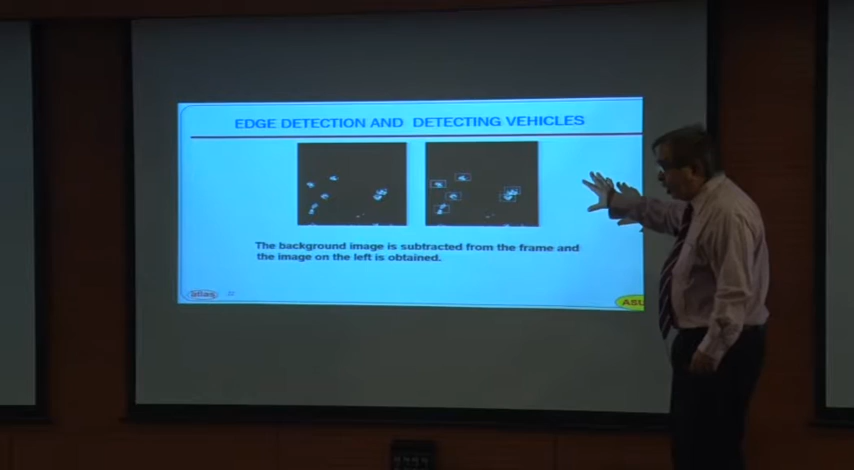 EDGE DETECTION AND DETECTING VEHICLES
The background image is subtracted from the frame and
the image on the left is obtained.
atlas
ASU